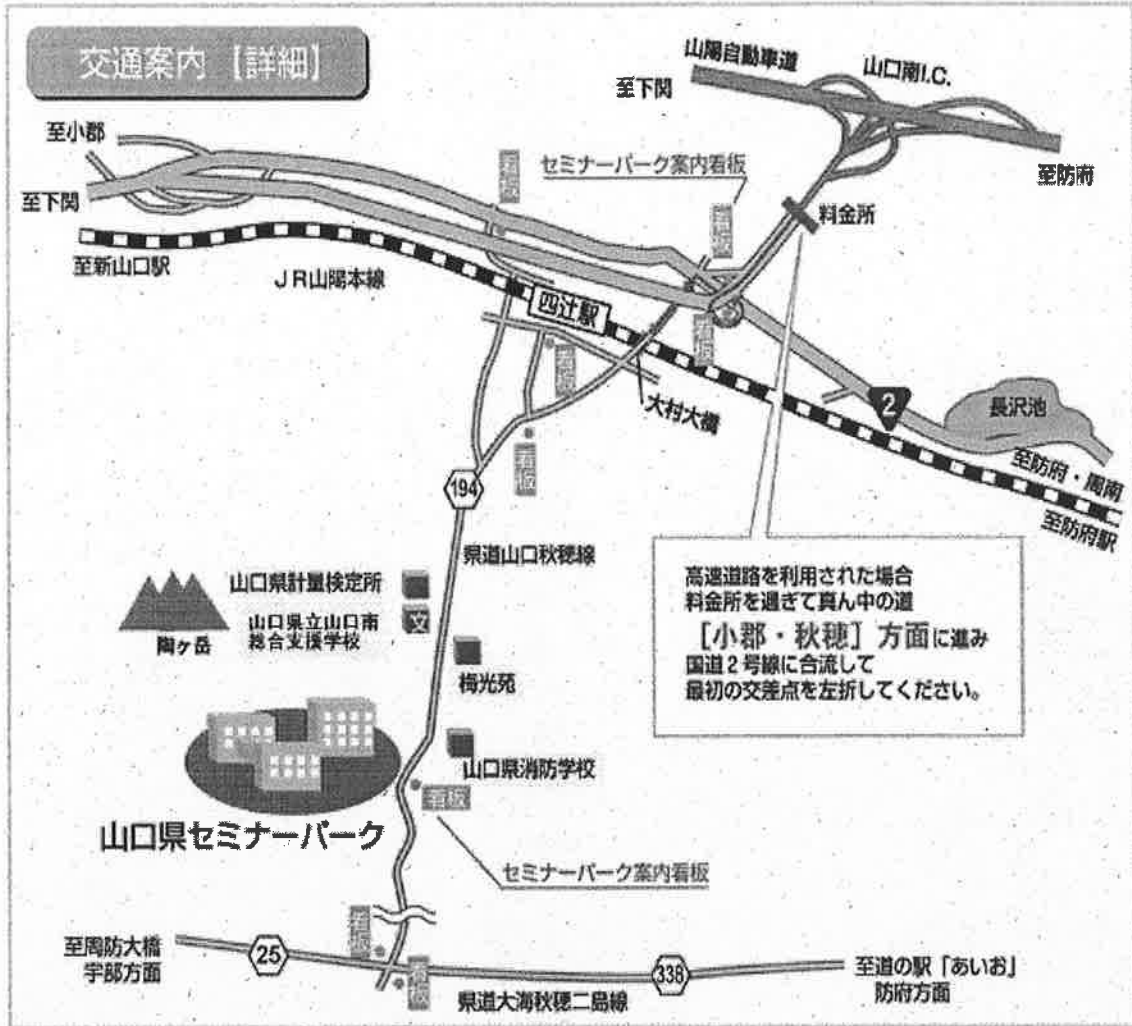 交通案内【詳細】
山陽自動車道
山口南I.C.
至下関
至防府
至小郡
至下関
看板
セミナーパーク案内看板
看板
料金所
至新山口駅
JR山陽本線
四辻駅
看板
看板
大村大橋
2
長沢池
至防府・周南
至防府駅
看板
194
県道山口秋穂線
高速道路を利用された場合
料金所を過ぎて真ん中の道
[小郡・秋穂]方面に進み
国道2号線に合流して
最初の交差点を左折してください。
山口県計量検定所
陶ヶ岳
山口県立山口南
総合支援学校
文
梅光苑
山口県消防学校
看板
山口県セミナーパーク
セミナーパーク案内看板
看板
至周防大橋
宇部方面
25
看板
県道大海秋穂二島線
338
至道の駅「あいお」
防府方面